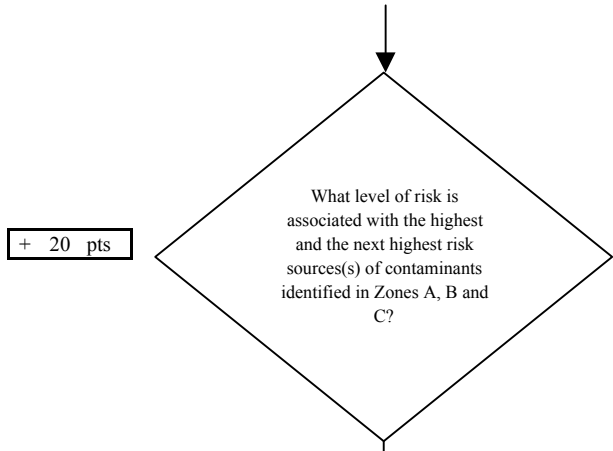 What level of risk is
associated with the highest
and the next highest risk
sources(s) of contaminants
identified in Zones A, B and
C?
+ 20 pts